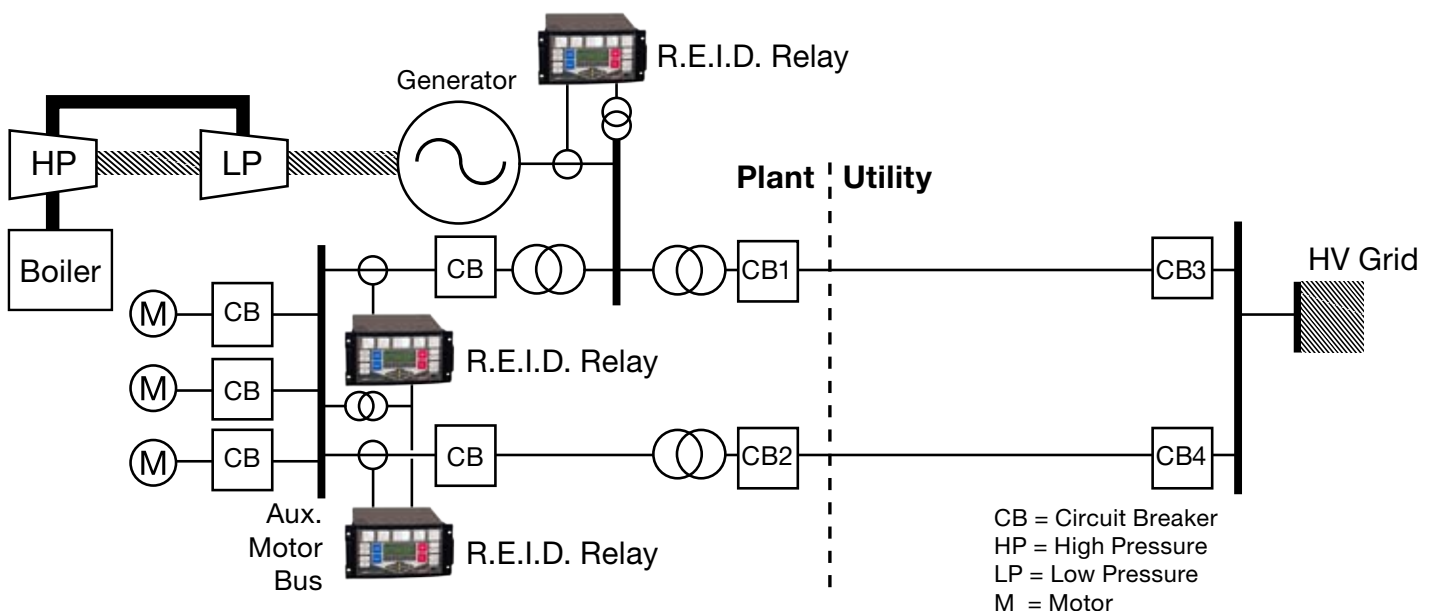 R.E.I.D. Relay
Generator
HP
LP
Plant
Utility
Boiler
CB
CB1
CB3
HV Grid
M
CB
R.E.I.D. Relay
M
CB
M
CB
CB
CB2
CB4
Aux.
Motor
Bus
R.E.I.D. Relay
CB = Circuit Breaker
HP = High Pressure
LP = Low Pressure
M = Motor